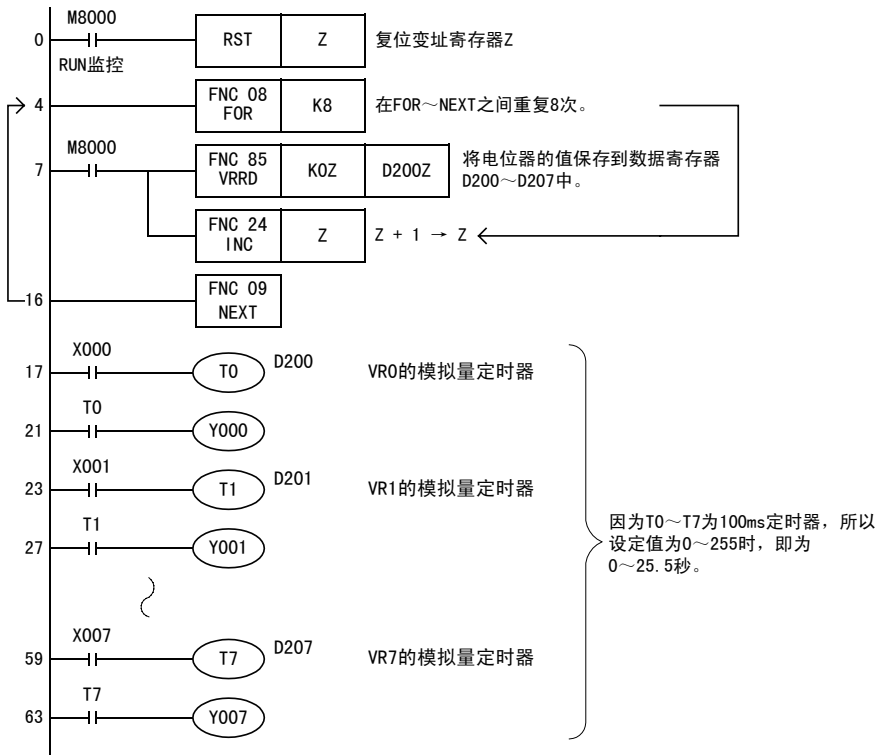 M8000
0 RST Z 复位变址寄存器Z
RUN监控
4 FNC 08 FOR K8 在FOR～NEXT之间重复8次。
M8000
7 FNC 85 VRRD K0Z D200Z 将电位器的值保存到数据寄存器
D200～D207中。
FNC 24 INC Z Z + 1 → Z
16 FNC 09 NEXT
X000
17 T0 D200 VR0的模拟量定时器
T0
21 Y000
X001
23 T1 D201 VR1的模拟量定时器
T1
27 Y001
因为T0～T7为100ms定时器，所以
设定值为0～255时，即为
0～25.5秒。
X007
59 T7 D207 VR7的模拟量定时器
T7
63 Y007